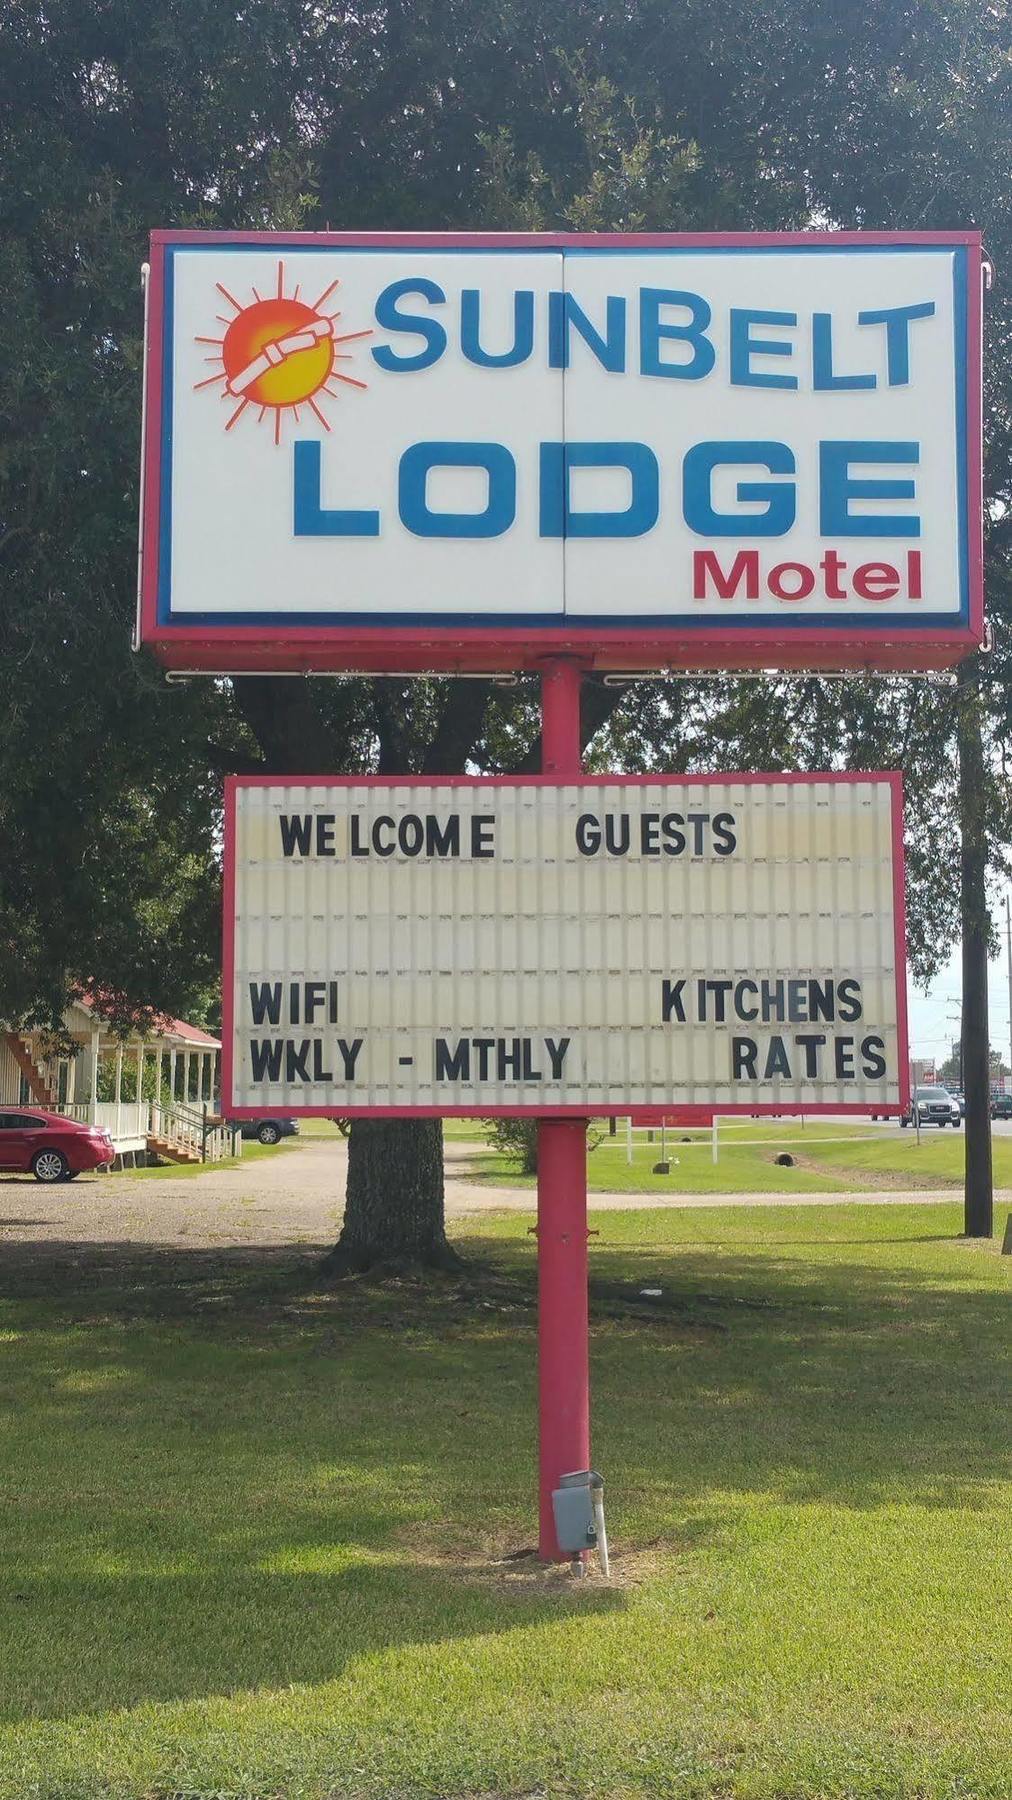 SUNBELT
LODGE
Motel
WELCOME GUESTS
WIFI KITCHENS
WKLY - MTHLY RATES